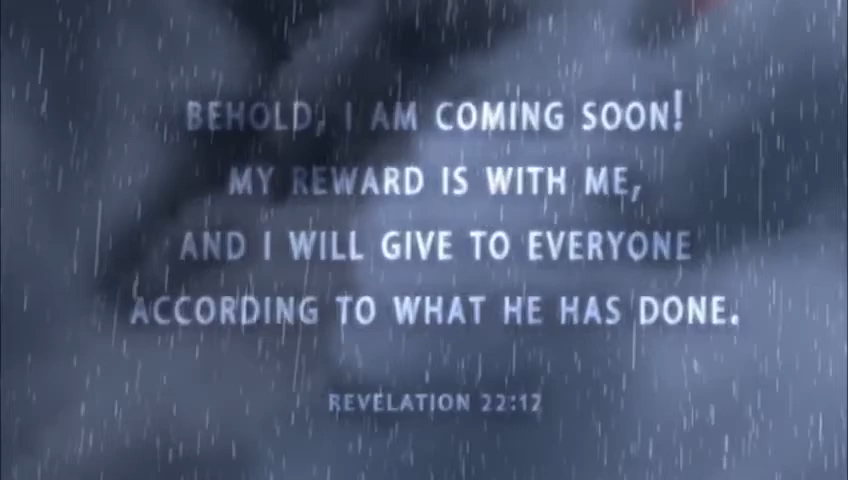 BEHOLD, I AM COMING SOON!
MY REWARD IS WITH ME,
AND I WILL GIVE TO EVERYONE
ACCORDING TO WHAT HE HAS DONE.
REVELATION 22:12